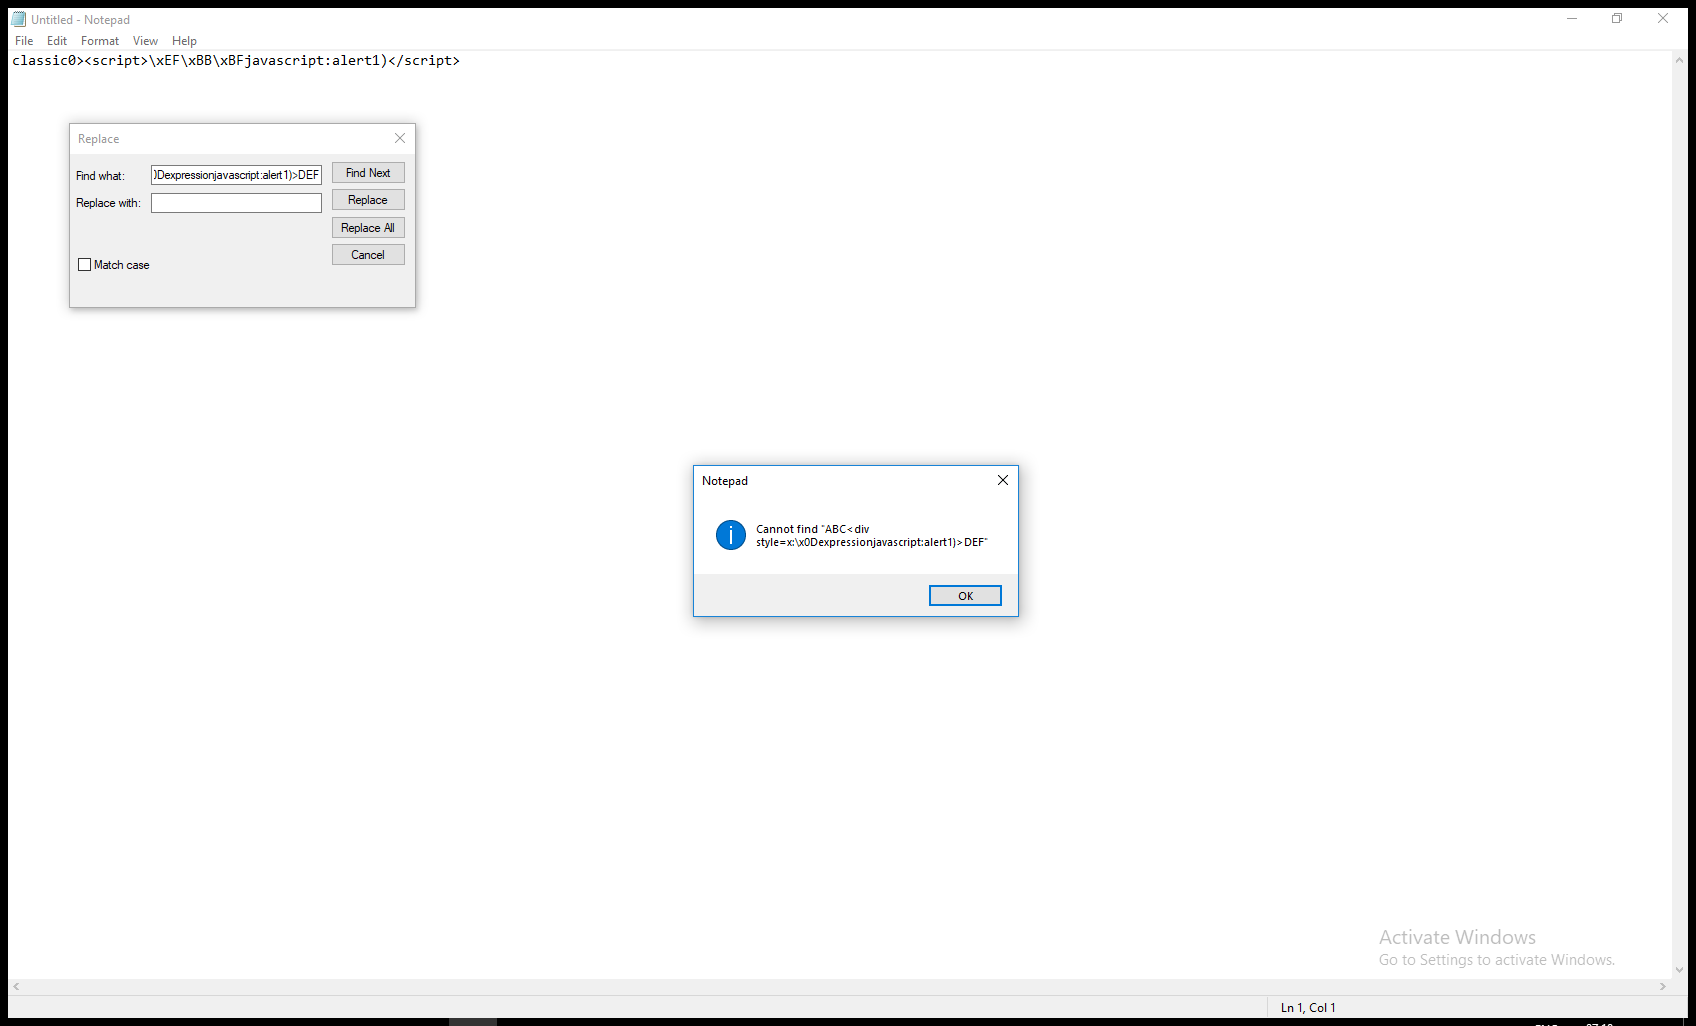 Untitled - Notepad
File Edit Format View Help
classic0><script>\xEF\xBB\xBFjavascript:alert1)</script>
Replace
Find what: )Dexpressionjavascript:alert1)>DEF Find Next
Replace with: Replace
Replace All
Cancel
Match case
Notepad
Cannot find "ABC<div
style=x:\x0Dexpressionjavascript:alert1)>DEF"
OK
Activate Windows
Go to Settings to activate Windows.
Ln 1, Col 1